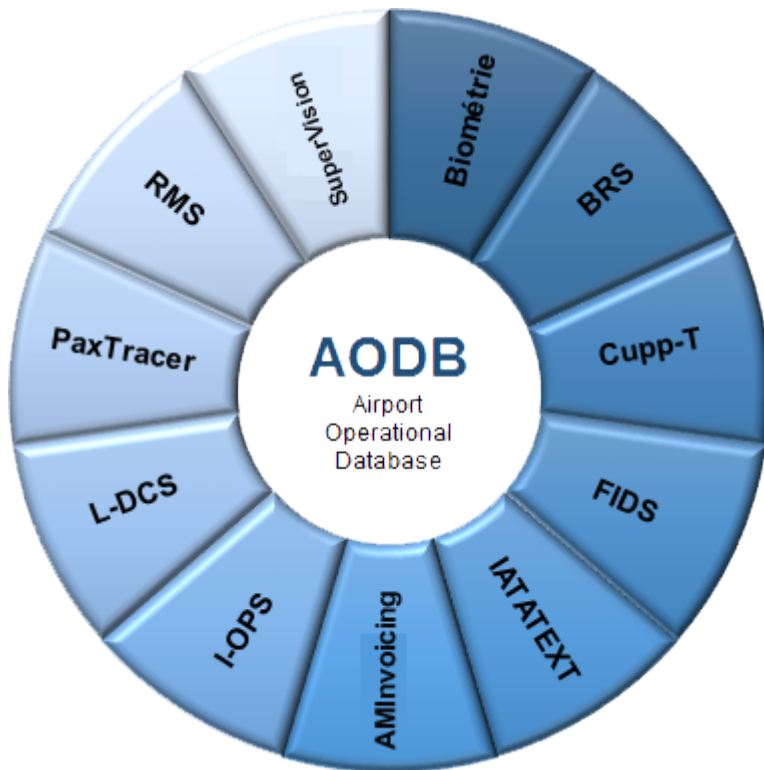 AODB
Airport
Operational
Database
Biométrie
BRS
Cupp-T
FIDS
IATATEXT
AMInvoicing
I-OPS
L-DCS
PaxTracer
RMS
SuperVision